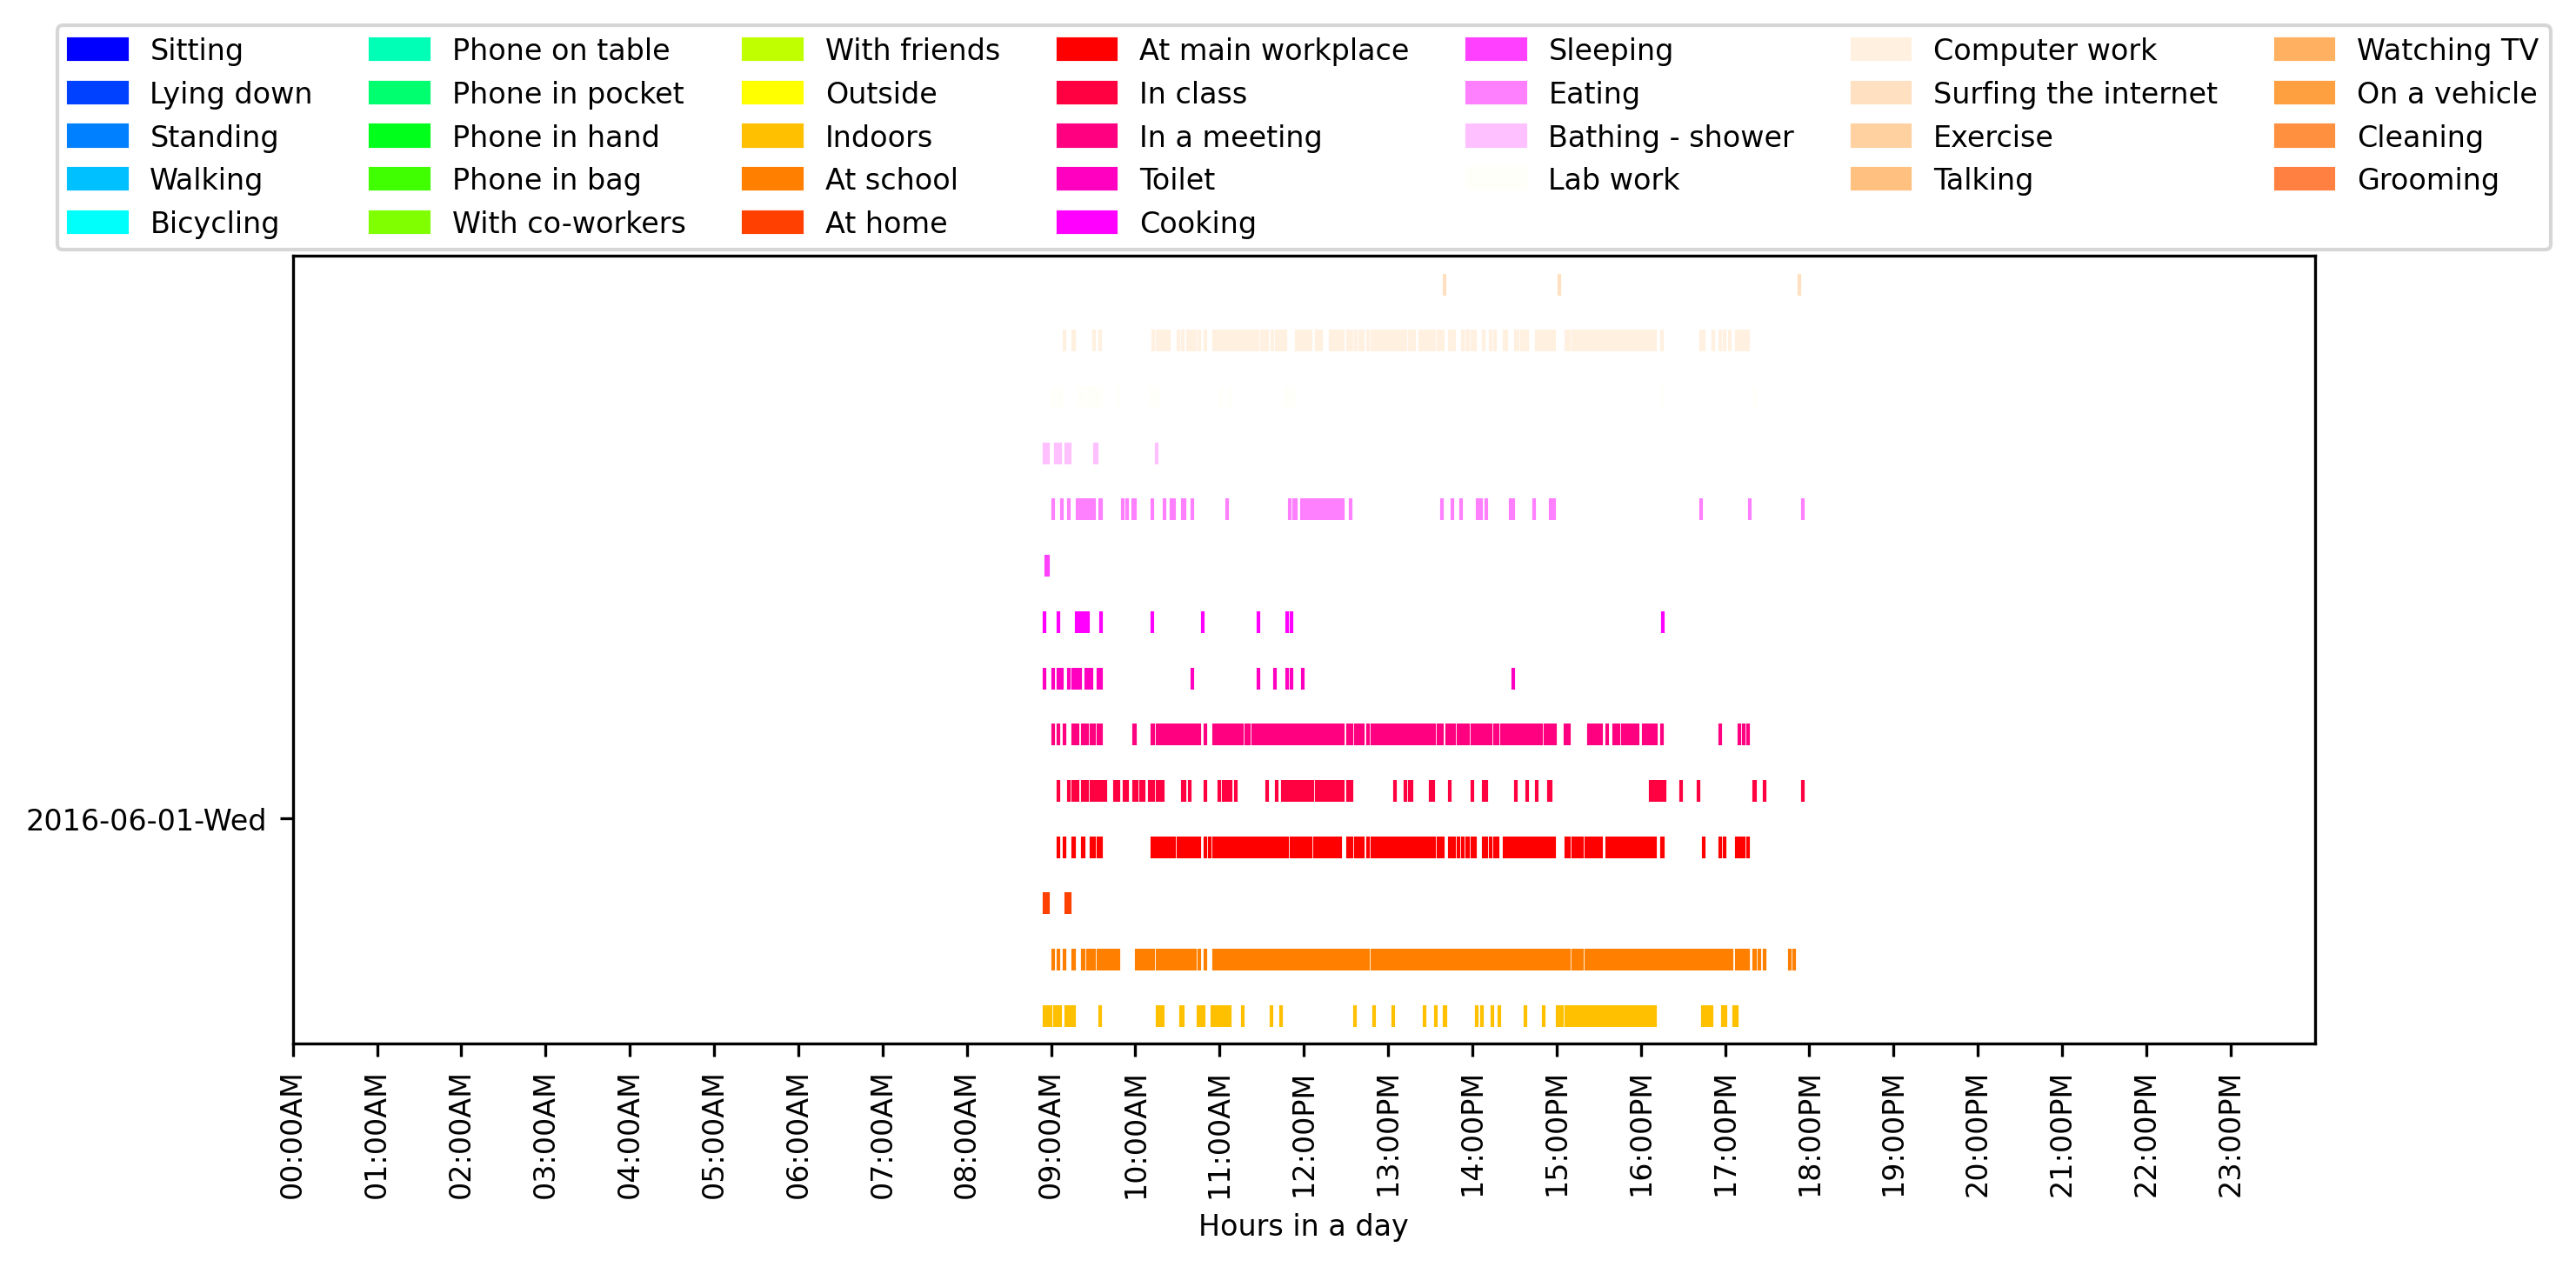 Sitting Phone on table With friends At main workplace Sleeping Computer work Watching TV
Lying down Phone in pocket Outside In class Eating Surfing the internet On a vehicle
Standing Phone in hand Indoors In a meeting Bathing - shower Exercise Cleaning
Walking Phone in bag At school Toilet Lab work Talking Grooming
Bicycling With co-workers At home Cooking
2016-06-01-Wed
00:00AM 01:00AM 02:00AM 03:00AM 04:00AM 05:00AM 06:00AM 07:00AM 08:00AM 09:00AM 10:00AM 11:00AM 12:00PM 13:00PM 14:00PM 15:00PM 16:00PM 17:00PM 18:00PM 19:00PM 20:00PM 21:00PM 22:00PM 23:00PM
Hours in a day